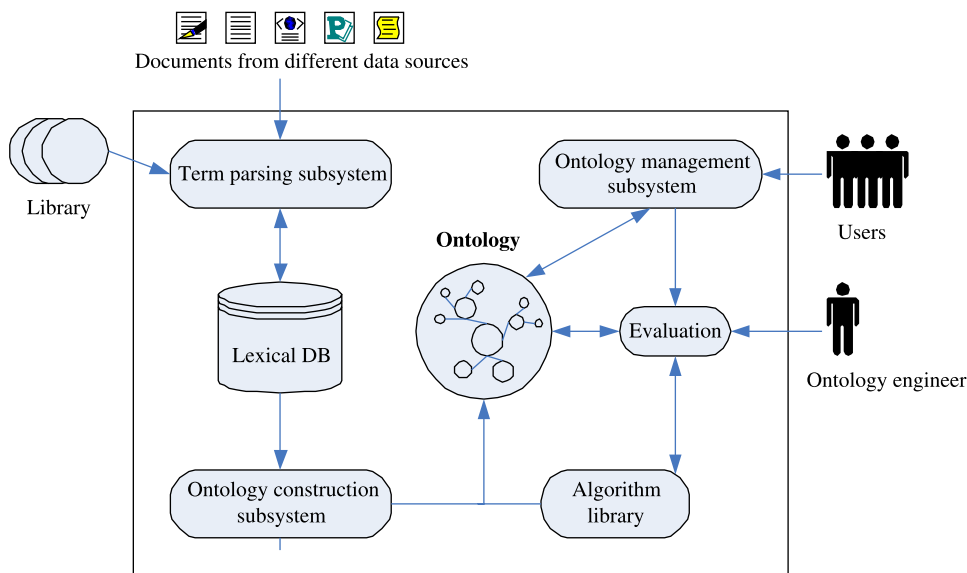 Documents from different data sources
Library
Term parsing subsystem
Ontology management
subsystem
Users
Ontology
Lexical DB
Evaluation
Ontology engineer
Ontology construction
subsystem
Algorithm
library